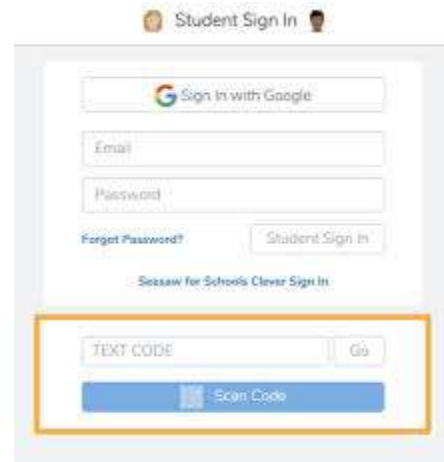 Student Sign In
Sign In with Google
Email
Password
Forgot Password?
Student Sign In
Seesaw for Schools Clever Sign In
TEXT CODE
Go
Scan Code